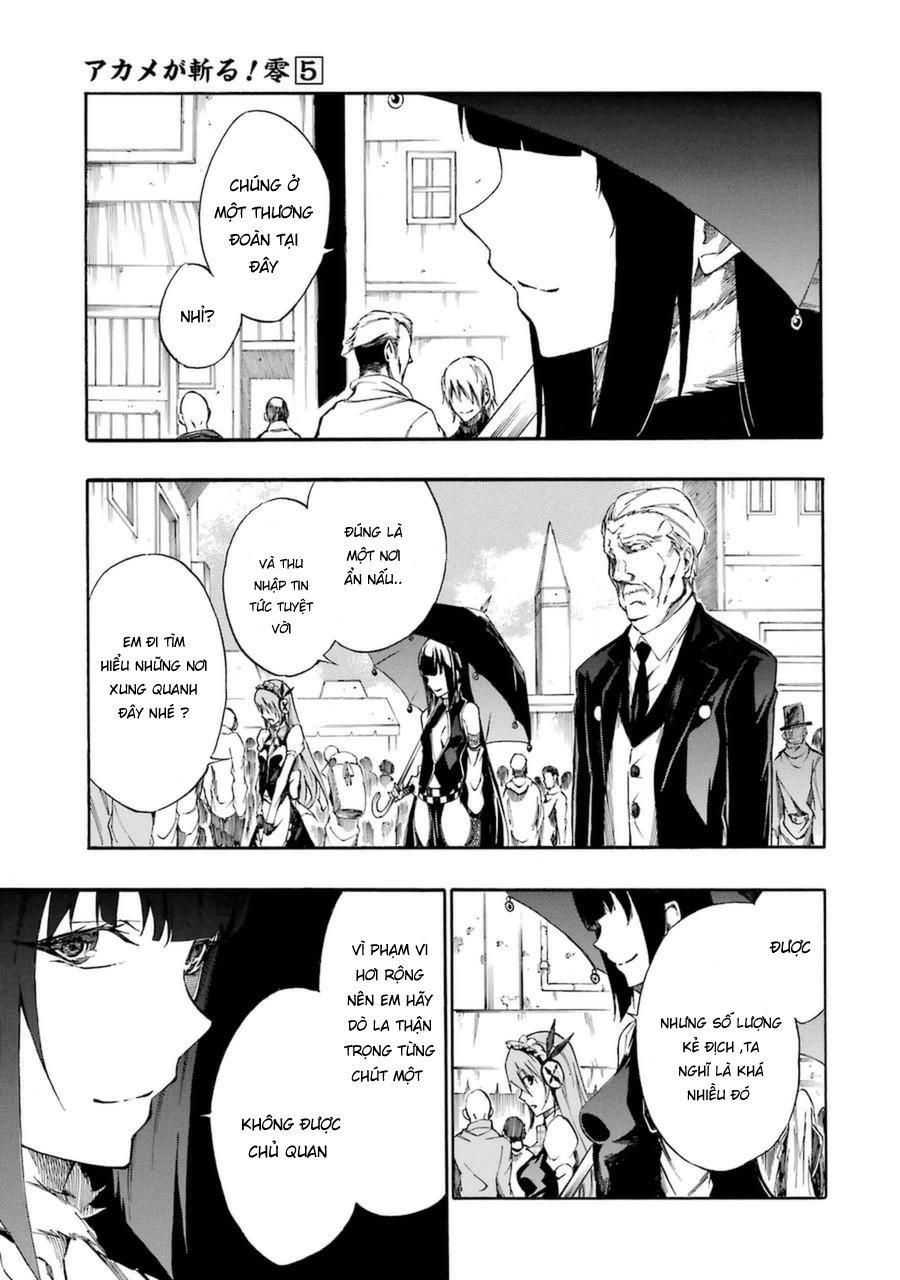 アカメが斬る!零5
CHÚNG Ở
MỘT THƯƠNG
ĐOÀN TẠI
ĐÂY
NHỈ?
ĐÚNG LÀ
MỘT NƠI
ẨN NẤU..
VÀ THU
NHẬP TIN
TỨC TUYỆT
VỜI
EM ĐI TÌM
HIỂU NHỮNG NƠI
XUNG QUANH
ĐÂY NHÉ ?
ĐƯỢC
NHƯNG SỐ LƯỢNG
KẺ ĐỊCH ,TA
NGHĨ LÀ KHÁ
NHIỀU ĐÓ
VÌ PHẠM VI
HƠI RỘNG
NÊN EM HÃY
DÒ LA THẬN
TRỌNG TỪNG
CHÚT MỘT
KHÔNG ĐƯỢC
CHỦ QUAN